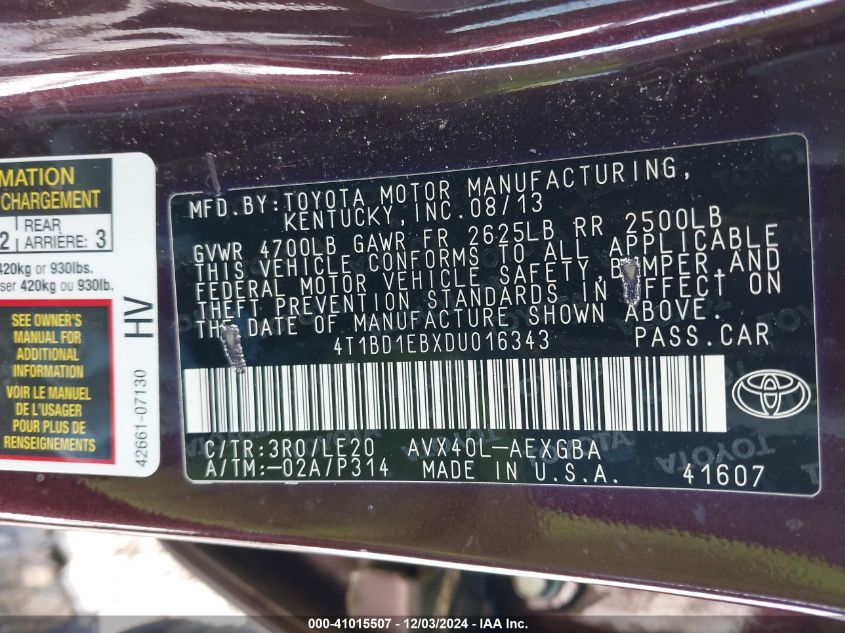 MATION
CHARGEMENT
2 REAR ARRIÈRE: 3
420kg or 930lbs.
ser 420kg ou 930lb.
SEE OWNER'S
MANUAL FOR
ADDITIONAL
INFORMATION
VOIR LE MANUEL
DE L'USAGER
POUR PLUS DE
RENSEIGNEMENTS
HV
42661-07130
MFD.BY:TOYOTA MOTOR MANUFACTURING,
KENTUCKY,INC.08/13
GVWR 4700LB GAWR FR 2625LB RR 2500LB
THIS VEHICLE CONFORMS TO ALL APPLICABLE
FEDERAL MOTOR VEHICLE SAFETY,BUMPER,AND
THEFT PREVENTION STANDARDS IN EFFECT ON
THE DATE OF MANUFACTURE SHOWN ABOVE.
4T1BD1EBXDU016343 PASS.CAR
C/TR:3R0/LE20 AVX40L-AEXGBA
A/TM:-02A/P314 MADE IN U.S.A. 41607
000-41015507 - 12/03/2024 - IAA Inc.